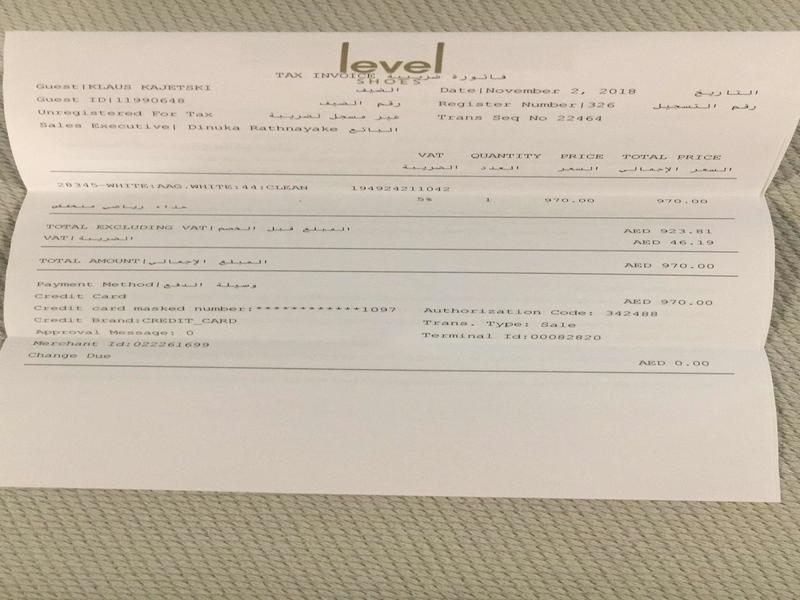 level
SHOES
TAX INVOICE فاتورة ضريبية
Guest|KLAUS KAJETSKI الضيف Date|November 2, 2018 التاريخ
Guest ID|11990648 رقم الضيف Register Number|326 رقم التسجيل
Unregistered For Tax غير مسجل لضريبة Trans Seq No 22464
Sales Executive| Dinuka Rathnayake البائع
VAT QUANTITY PRICE TOTAL PRICE
الضريبة العدد السعر السعر الإجمالي
20345-WHITE:AAG.WHITE:44:CLEAN 194924211042
حذاء رياضي منخفض 5% 1 970.00 970.00
TOTAL EXCLUDING VAT|المبلغ قبل الخصم AED 923.81
VAT|الضريبة AED 46.19
TOTAL AMOUNT|المبلغ الإجمالي AED 970.00
Payment Method|وسيلة الدفع
Credit Card AED 970.00
Credit card masked number:************1097 Authorization Code: 342488
Credit Brand:CREDIT_CARD Trans. Type: Sale
Approval Message: 0 Terminal Id:00082820
Merchant Id:022261699
Change Due AED 0.00